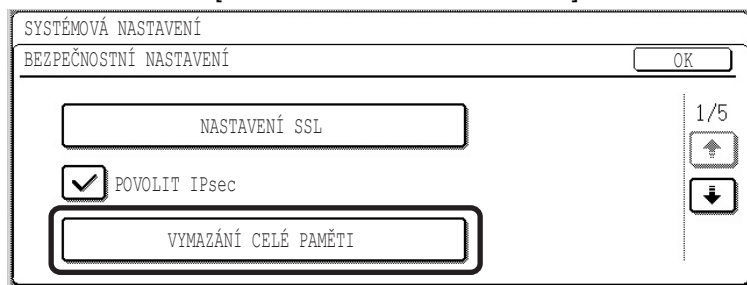 SYSTÉMOVÁ NASTAVENÍ
BEZPEČNOSTNÍ NASTAVENÍ
OK
NASTAVENÍ SSL
1/5
POVOLIT IPsec
VYMAZÁNÍ CELÉ PAMĚTI